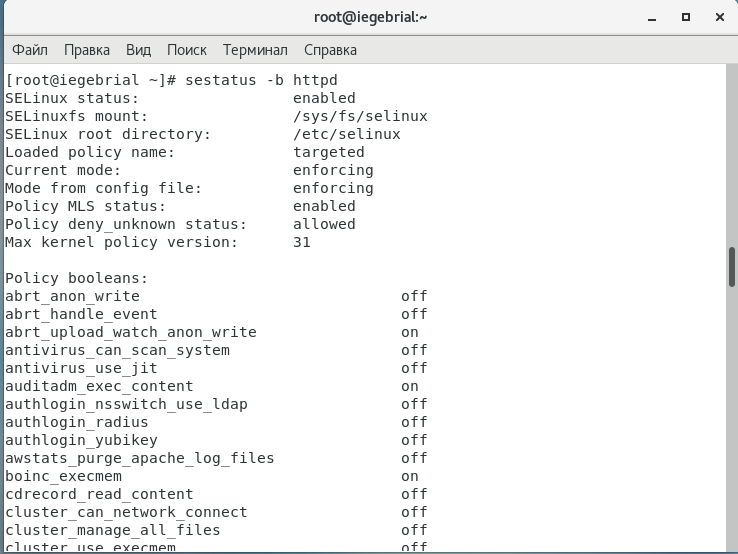 root@iegebrial:~
Файл Правка Вид Поиск Терминал Справка
[root@iegebrial ~]# sestatus -b httpd
SELinux status:                 enabled
SELinuxfs mount:                /sys/fs/selinux
SELinux root directory:         /etc/selinux
Loaded policy name:             targeted
Current mode:                   enforcing
Mode from config file:          enforcing
Policy MLS status:              enabled
Policy deny_unknown status:     allowed
Max kernel policy version:      31
Policy booleans:
abrt_anon_write                             off
abrt_handle_event                           off
abrt_upload_watch_anon_write                on
antivirus_can_scan_system                   off
antivirus_use_jit                           off
auditadm_exec_content                       on
authlogin_nsswitch_use_ldap                 off
authlogin_radius                            off
authlogin_yubikey                           off
awstats_purge_apache_log_files              off
boinc_execmem                               on
cdrecord_read_content                       off
cluster_can_network_connect                 off
cluster_manage_all_files                    off
cluster_use_execmem                         off